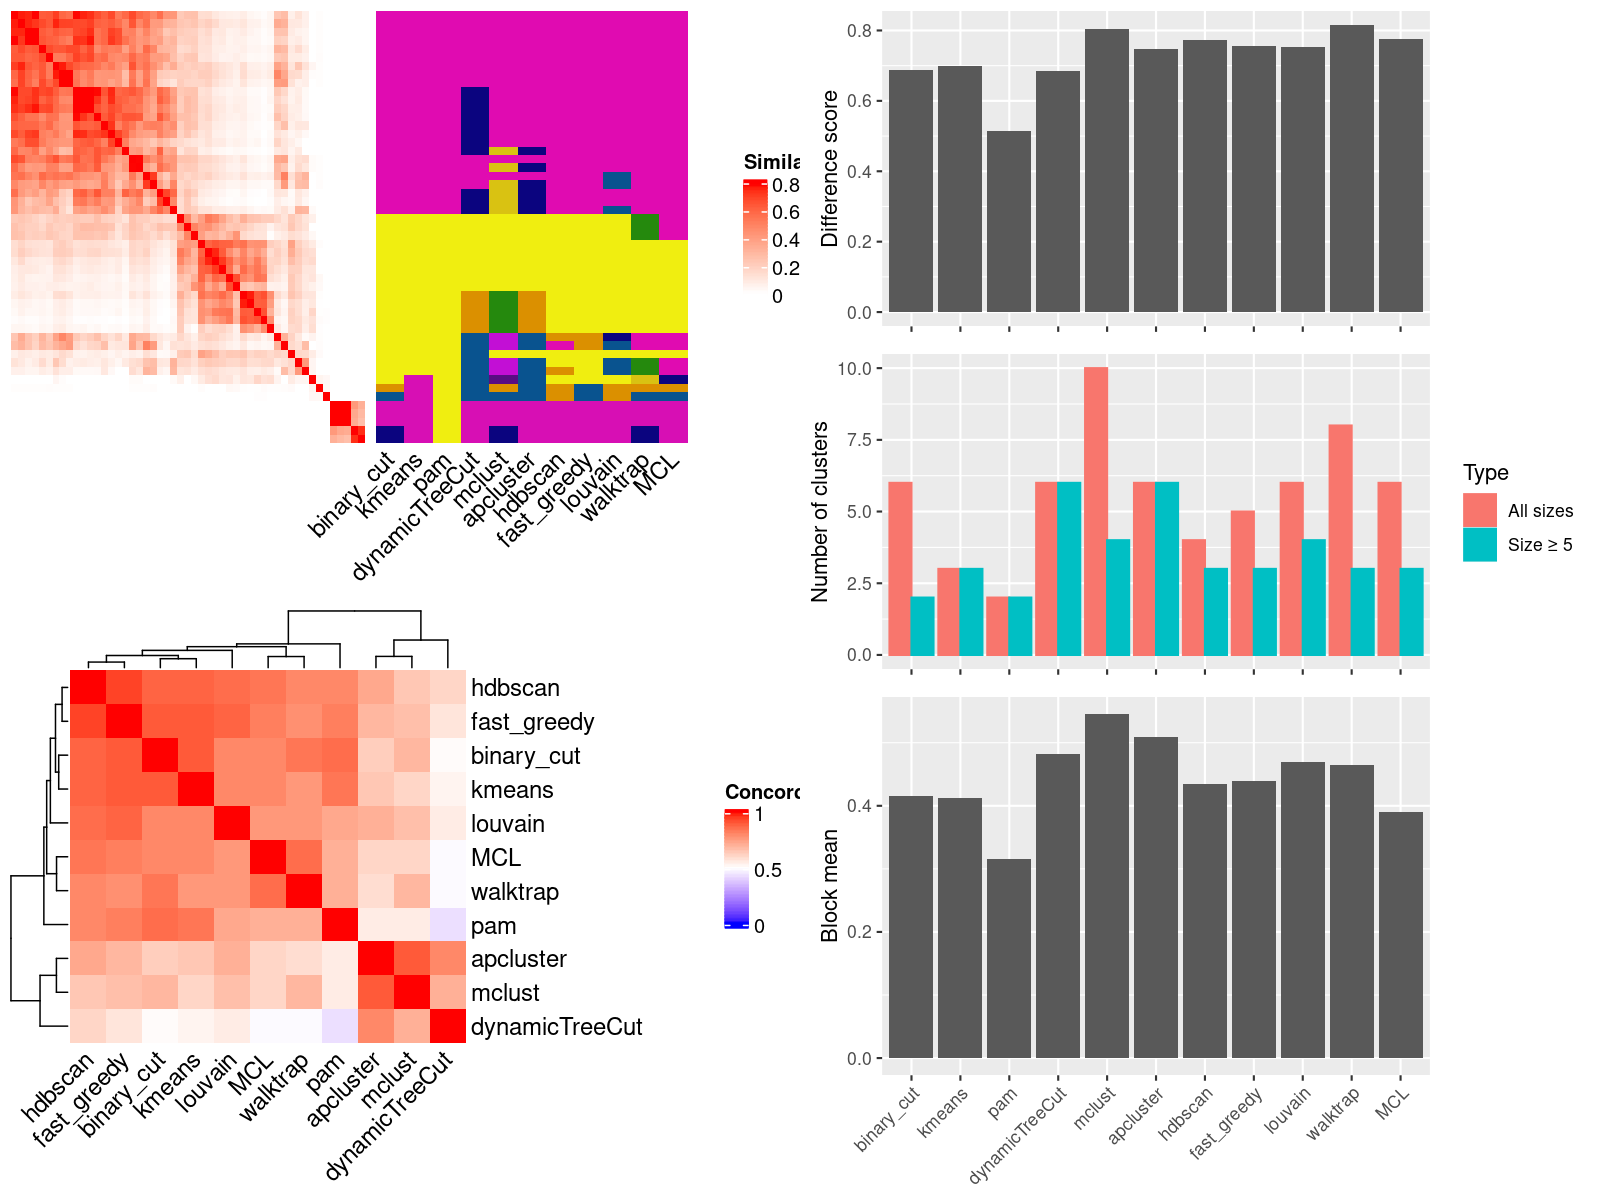 Simila
0.8
0.6
0.4
0.2
0
binary_cut
kmeans
pam
dynamicTreeCut
mclust
apcluster
hdbscan
fast_greedy
louvain
walktrap
MCL
hdbscan
fast_greedy
binary_cut
kmeans
louvain
MCL
walktrap
pam
apcluster
mclust
dynamicTreeCut
hdbscan
fast_greedy
binary_cut
kmeans
louvain
MCL
walktrap
pam
apcluster
mclust
dynamicTreeCut
Concord
1
0.5
0
Difference score
0.8
0.6
0.4
0.2
0.0
Number of clusters
10.0
7.5
5.0
2.5
0.0
Type
All sizes
Size ≥ 5
Block mean
0.4
0.2
0.0
binary_cut
kmeans
pam
dynamicTreeCut
mclust
apcluster
hdbscan
fast_greedy
louvain
walktrap
MCL